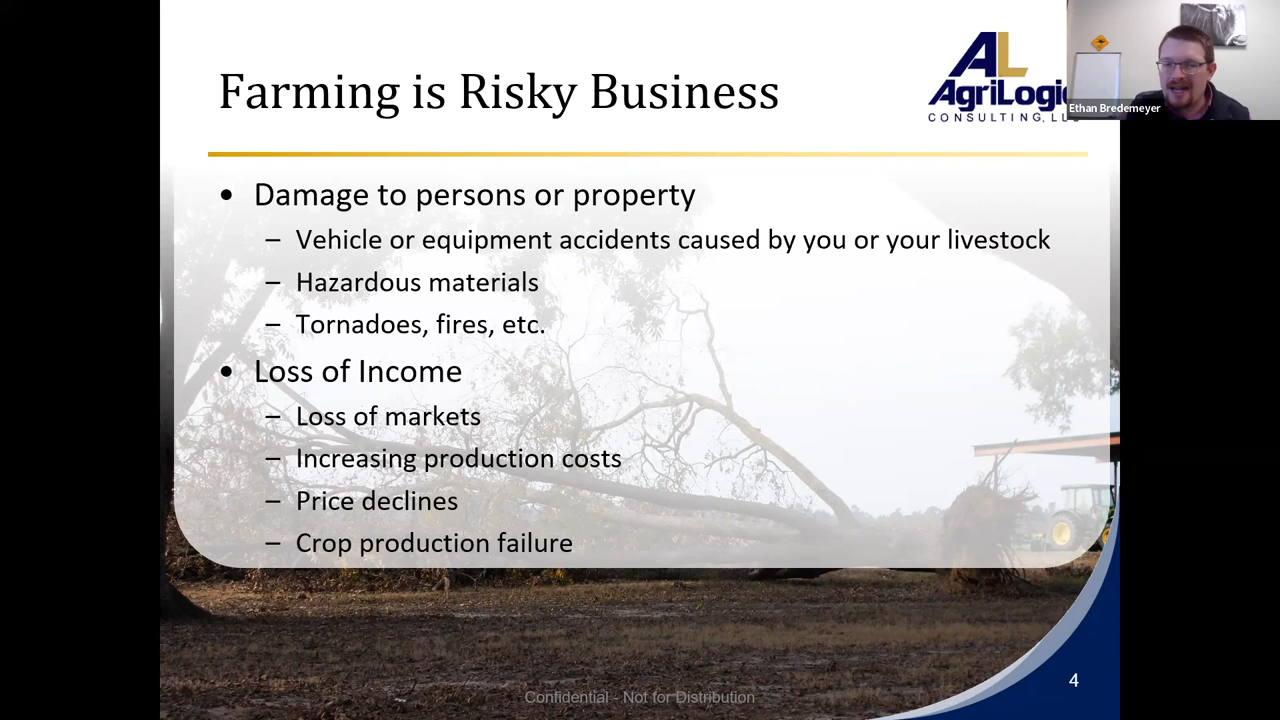 Farming is Risky Business
AL
AgriLogic
CONSULTING, LL
Ethan Bredemeyer
• Damage to persons or property
– Vehicle or equipment accidents caused by you or your livestock
– Hazardous materials
– Tornadoes, fires, etc.
• Loss of Income
– Loss of markets
– Increasing production costs
– Price declines
– Crop production failure
Confidential - Not for Distribution
4